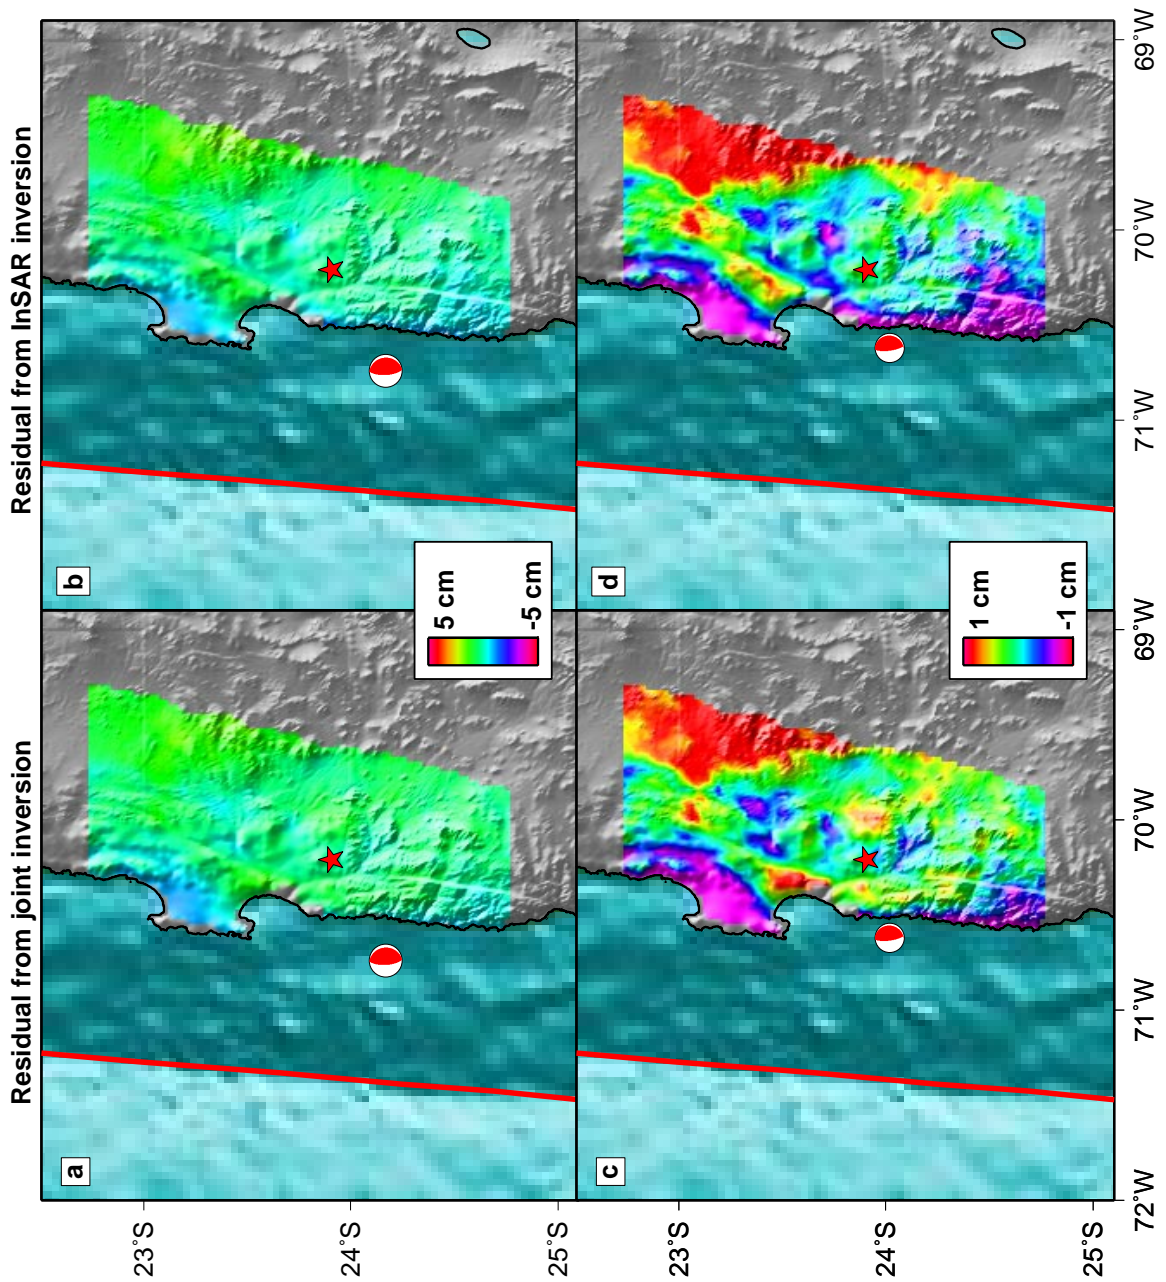 Residual from joint inversion
Residual from InSAR inversion
a
b
5 cm
-5 cm
c
d
1 cm
-1 cm
23°S
24°S
25°S
23°S
24°S
25°S
72°W
71°W
70°W
69°W
71°W
70°W
69°W